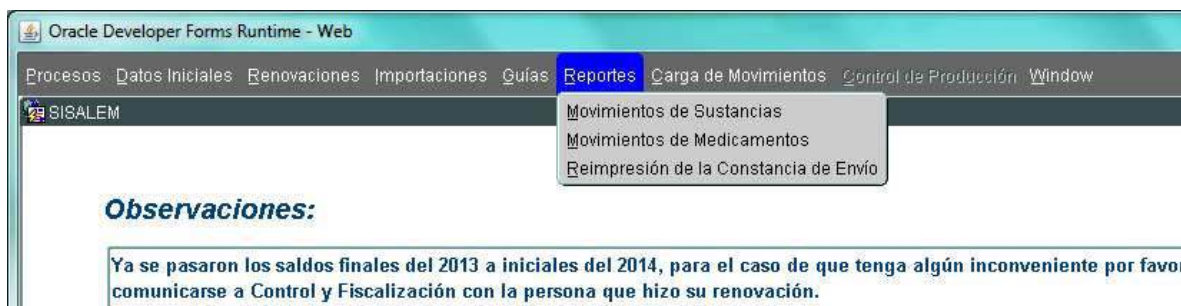 Oracle Developer Forms Runtime - Web
Procesos Datos Iniciales Renovaciones Importaciones Guías Reportes Carga de Movimientos Control de Producción Window
SISALEM
Movimientos de Sustancias
Movimientos de Medicamentos
Reimpresión de la Constancia de Envío
Observaciones:
Ya se pasaron los saldos finales del 2013 a iniciales del 2014, para el caso de que tenga algún inconveniente por favor
comunicarse a Control y Fiscalización con la persona que hizo su renovación.